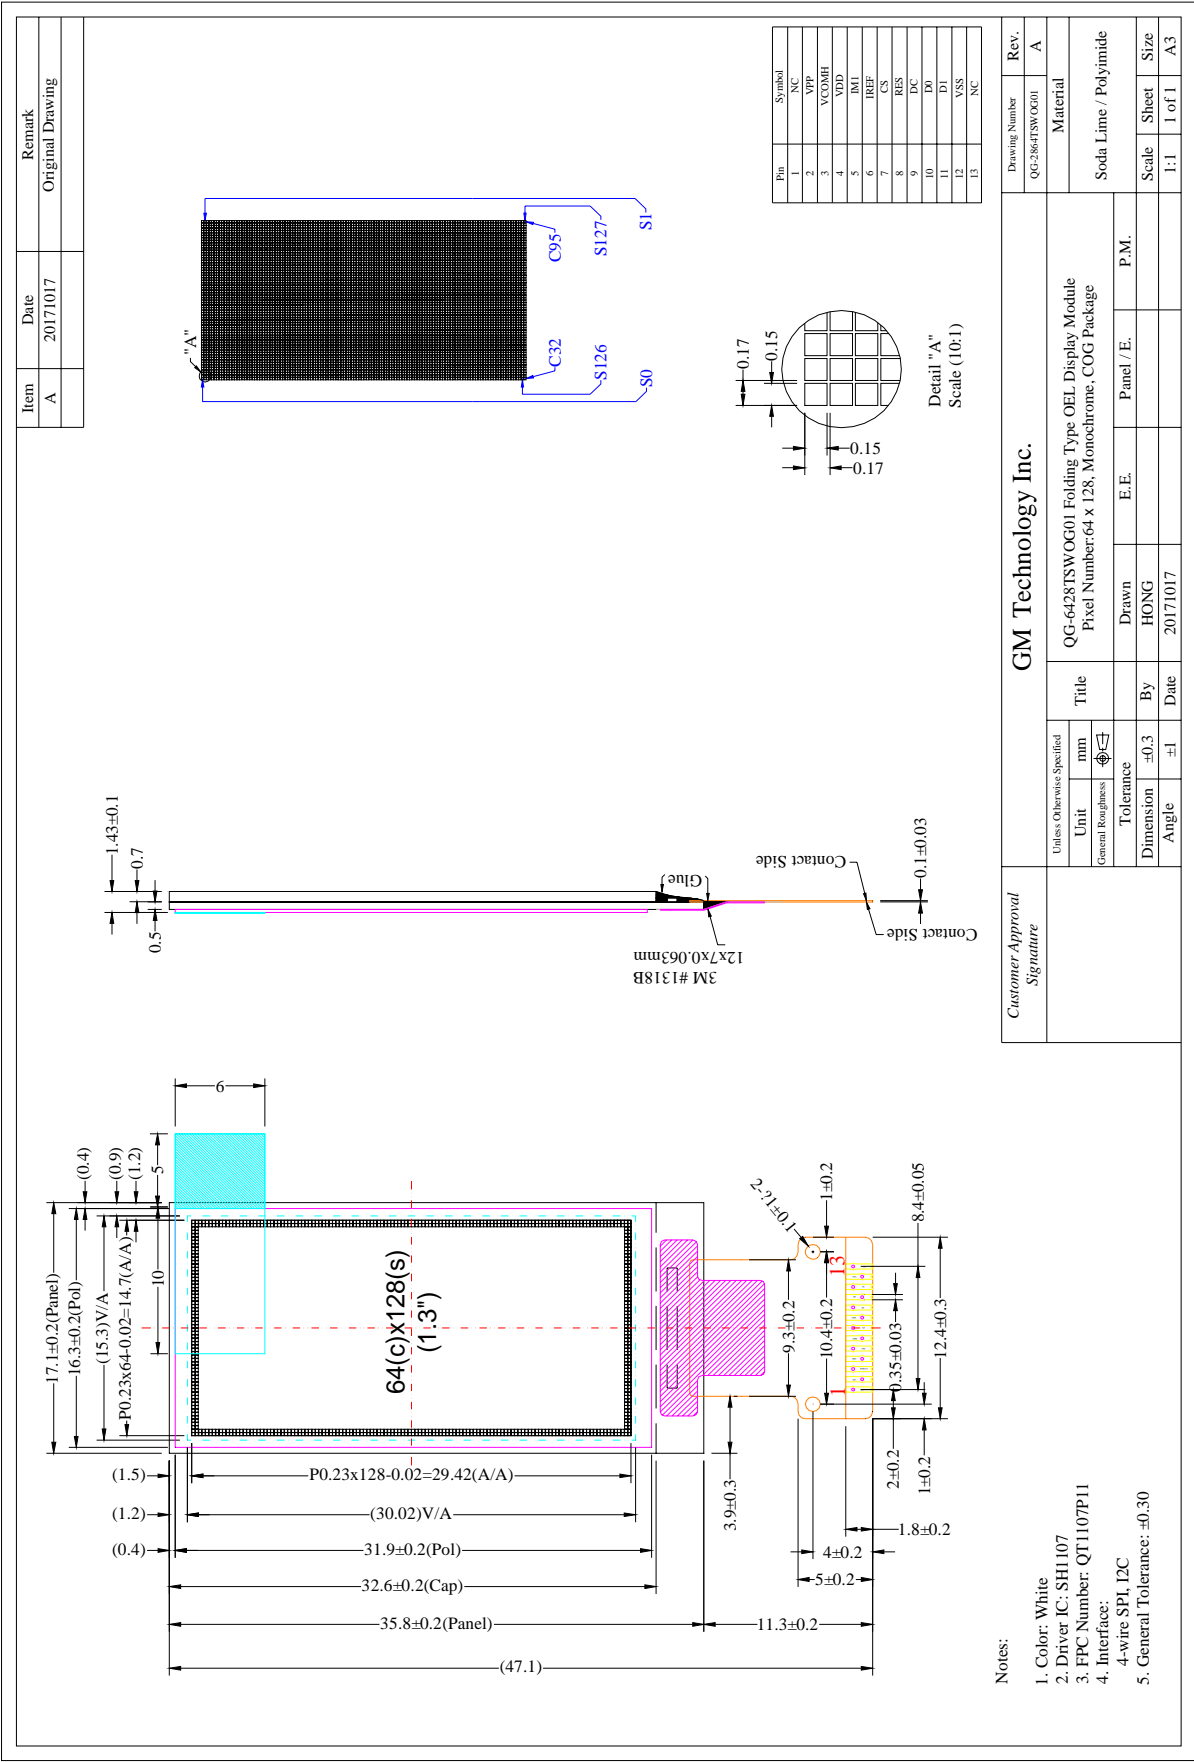 Item Date Remark
A 20171017 Original Drawing
17.1±0.2(Panel)
16.3±0.2(Pol)
(15.3)V/A
P0.23x64-0.02=14.7(A/A)
10
5
(0.4)
(0.9)
(1.2)
6
(1.5)
(1.2)
(0.4)
P0.23x128-0.02=29.42(A/A)
(30.02)V/A
31.9±0.2(Pol)
32.6±0.2(Cap)
35.8±0.2(Panel)
(47.1)
11.3±0.2
64(c)x128(s)
(1.3")
3.9±0.3
9.3±0.2
10.4±0.2
2-?1±0.1
1±0.2
1
13
8.4±0.05
0.35±0.03
12.4±0.3
2±0.2
1±0.2
1.8±0.2
4±0.2
5±0.2
1.43±0.1
0.7
0.5
Glue
3M #1318B
12x7x0.063mm
Contact Side
Contact Side
0.1±0.03
"A"
C32
S126
S0
C95
S127
S1
0.17
0.15
0.15
0.17
Detail "A"
Scale (10:1)
Pin Symbol
1 NC
2 VPP
3 VCOMH
4 VDD
5 IM1
6 IREF
7 CS
8 RES
9 DC
10 D0
11 D1
12 VSS
13 NC
Notes:
1. Color: White
2. Driver IC: SH1107
3. FPC Number: QT1107P11
4. Interface:
4-wire SPI, I2C
5. General Tolerance: ±0.30
Customer Approval
Signature
GM Technology Inc.
Unless Otherwise Specified
Unit mm
General Roughness
Tolerance
Dimension ±0.3
Angle ±1
Title
QG-6428TSWOG01 Folding Type OEL Display Module
Pixel Number:64 x 128, Monochrome, COG Package
Drawn E.E. Panel / E. P.M.
By HONG
Date 20171017
Drawing Number Rev.
QG-2864TSWOG01 A
Material
Soda Lime / Polyimide
Scale Sheet Size
1:1 1 of 1 A3